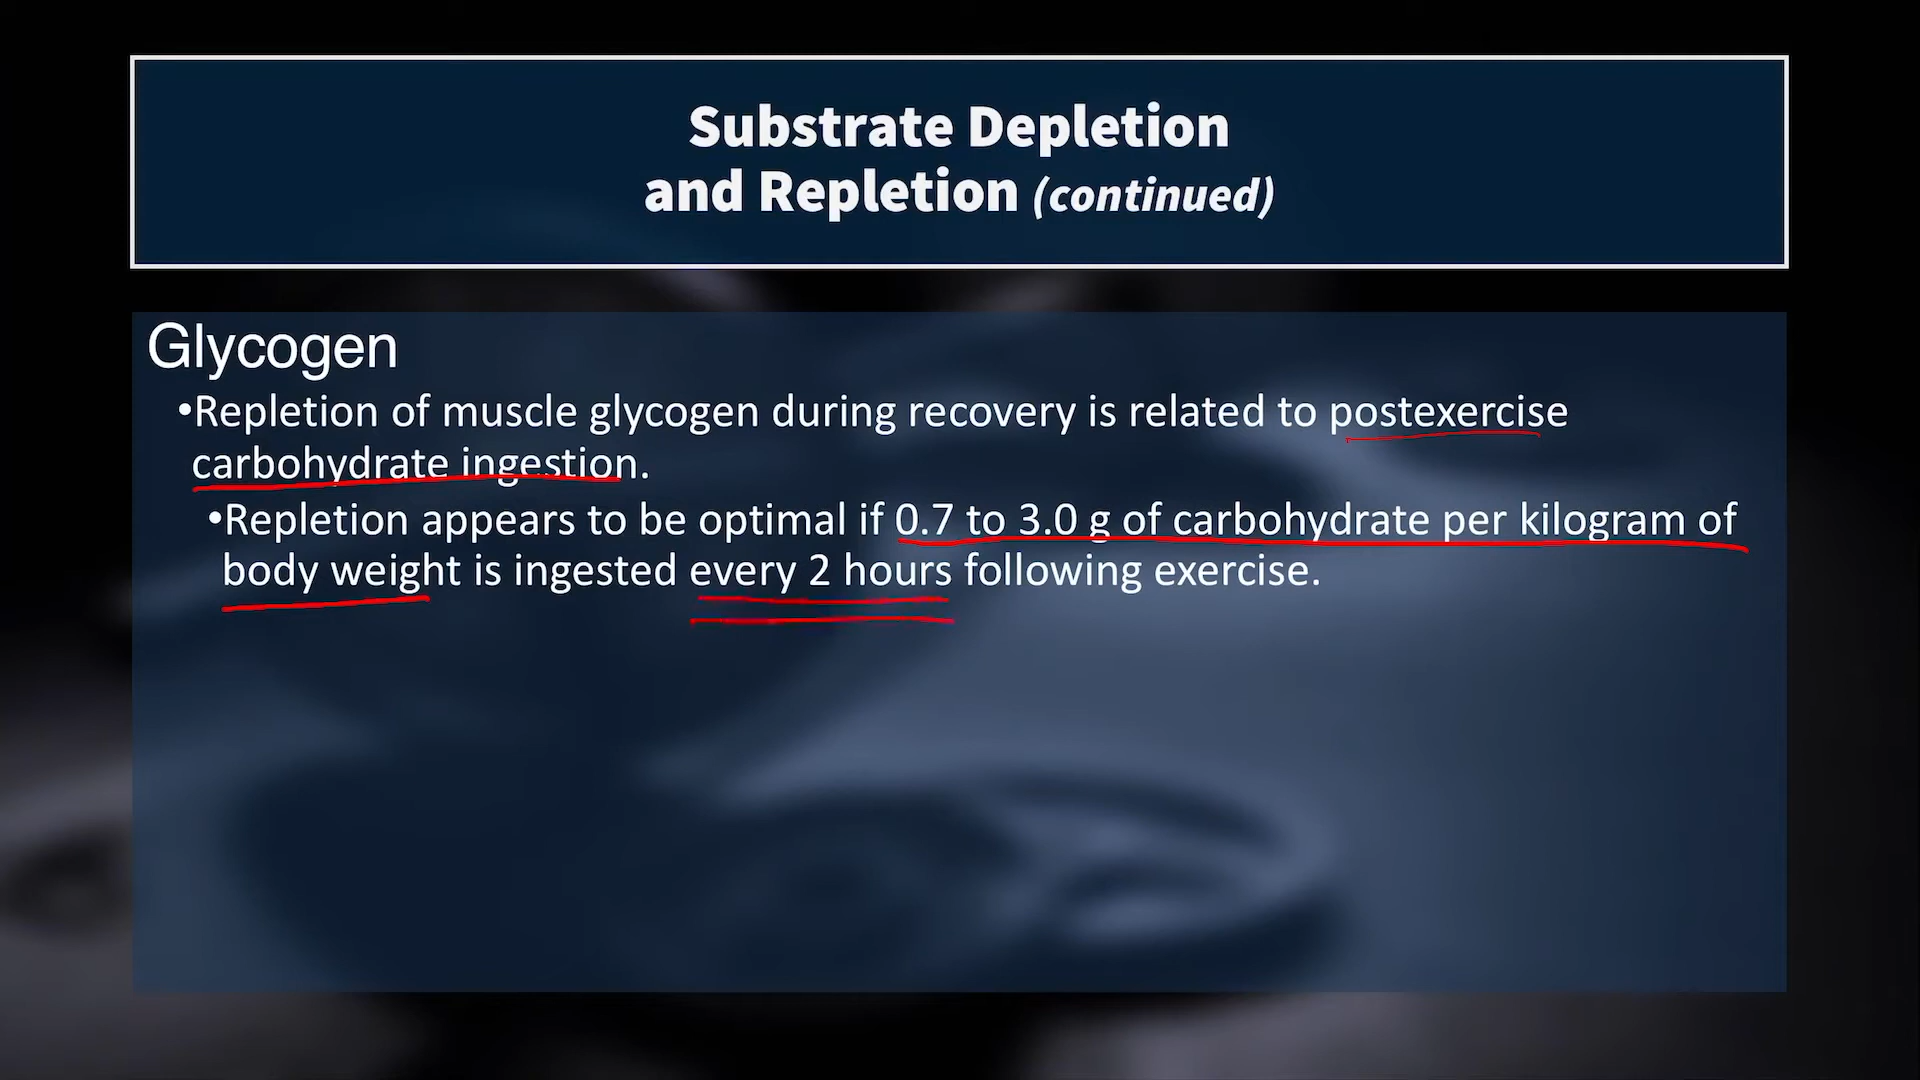 Substrate Depletion
and Repletion (continued)
Glycogen
•Repletion of muscle glycogen during recovery is related to postexercise
carbohydrate ingestion.
•Repletion appears to be optimal if 0.7 to 3.0 g of carbohydrate per kilogram of
body weight is ingested every 2 hours following exercise.